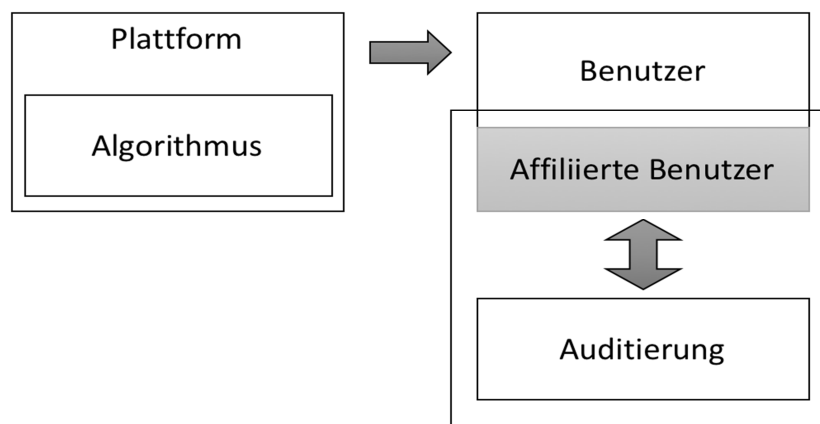 Plattform
Algorithmus
Benutzer
Affiliierte Benutzer
Auditierung